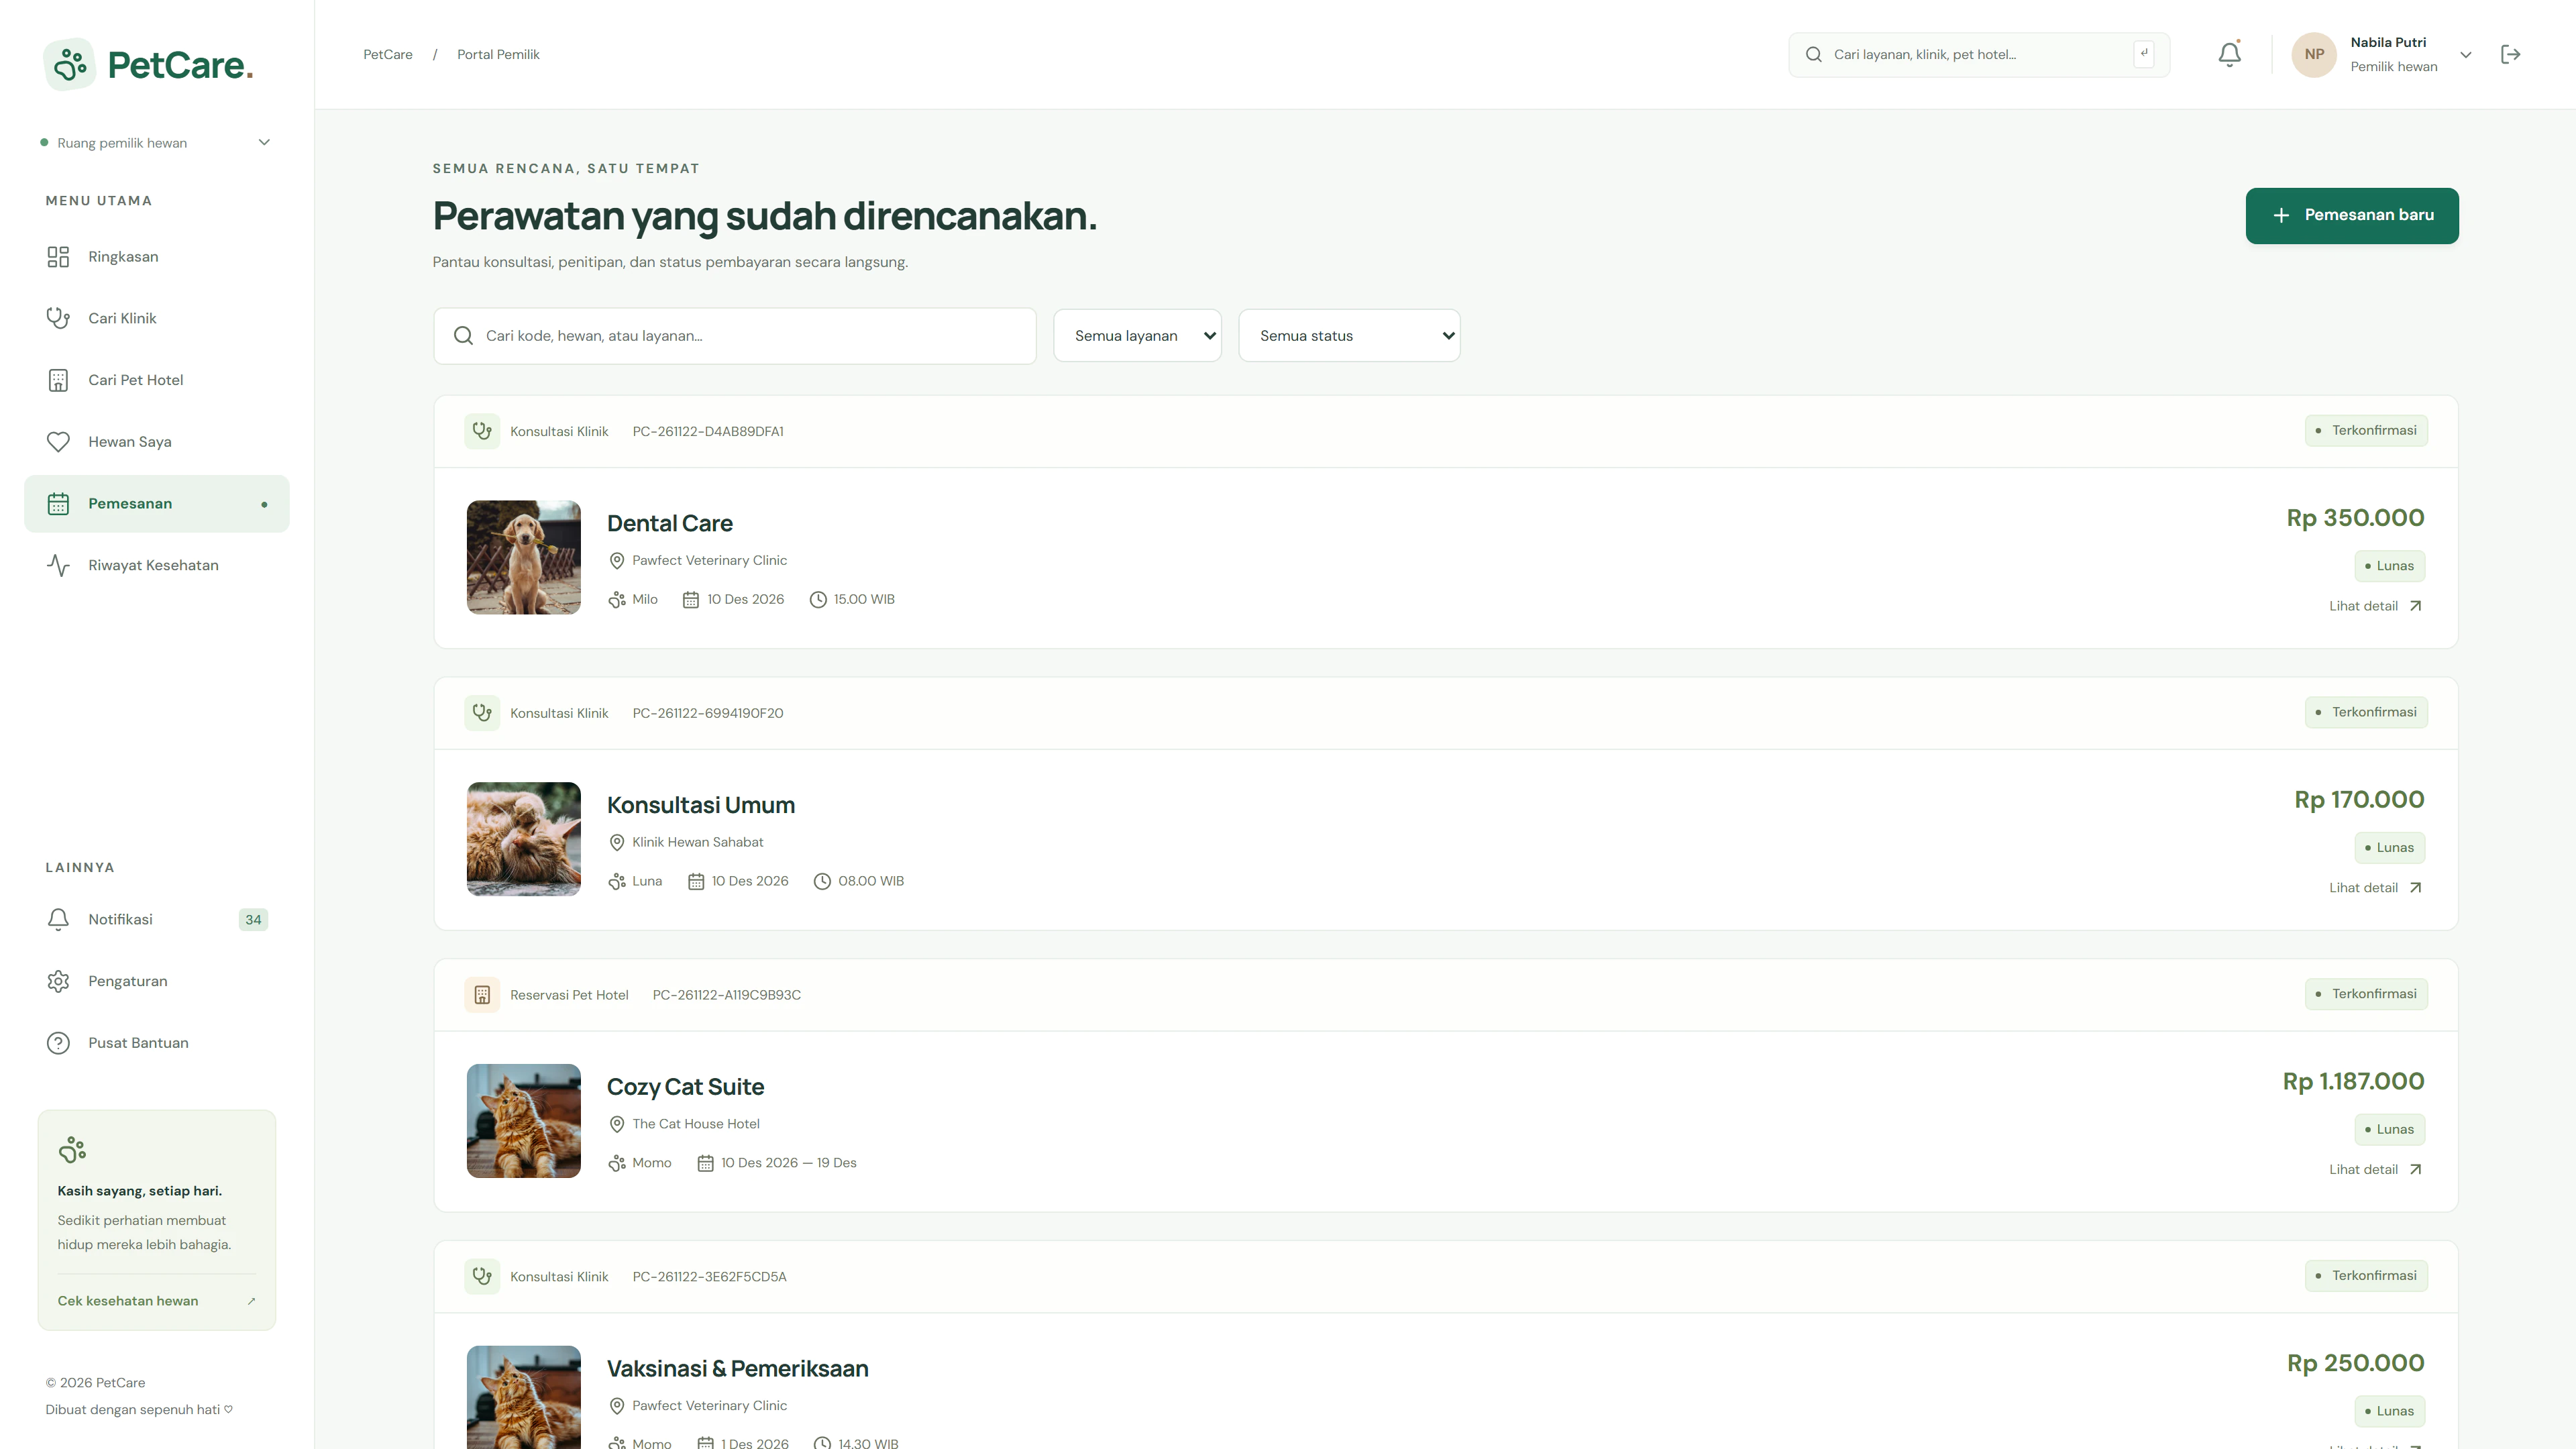 PetCare.
Ruang pemilik hewan
MENU UTAMA
Ringkasan
Cari Klinik
Cari Pet Hotel
Hewan Saya
Pemesanan
Riwayat Kesehatan
LAINNYA
Notifikasi 34
Pengaturan
Pusat Bantuan
Kasih sayang, setiap hari.
Sedikit perhatian membuat
hidup mereka lebih bahagia.
Cek kesehatan hewan ↗
© 2026 PetCare
Dibuat dengan sepenuh hati ♡
PetCare / Portal Pemilik
Cari layanan, klinik, pet hotel... ↵
NP
Nabila Putri
Pemilik hewan
SEMUA RENCANA, SATU TEMPAT
Perawatan yang sudah direncanakan.
Pantau konsultasi, penitipan, dan status pembayaran secara langsung.
Pemesanan baru
Cari kode, hewan, atau layanan...
Semua layanan
Semua status
Konsultasi Klinik PC-261122-D4AB89DFA1 Terkonfirmasi
Dental Care
Pawfect Veterinary Clinic
Milo 10 Des 2026 15.00 WIB
Rp 350.000
Lunas
Lihat detail
Konsultasi Klinik PC-261122-6994190F20 Terkonfirmasi
Konsultasi Umum
Klinik Hewan Sahabat
Luna 10 Des 2026 08.00 WIB
Rp 170.000
Lunas
Lihat detail
Reservasi Pet Hotel PC-261122-A119C9B93C Terkonfirmasi
Cozy Cat Suite
The Cat House Hotel
Momo 10 Des 2026 — 19 Des
Rp 1.187.000
Lunas
Lihat detail
Konsultasi Klinik PC-261122-3E62F5CD5A Terkonfirmasi
Vaksinasi & Pemeriksaan
Pawfect Veterinary Clinic
Momo 1 Des 2026 14.30 WIB
Rp 250.000
Lunas